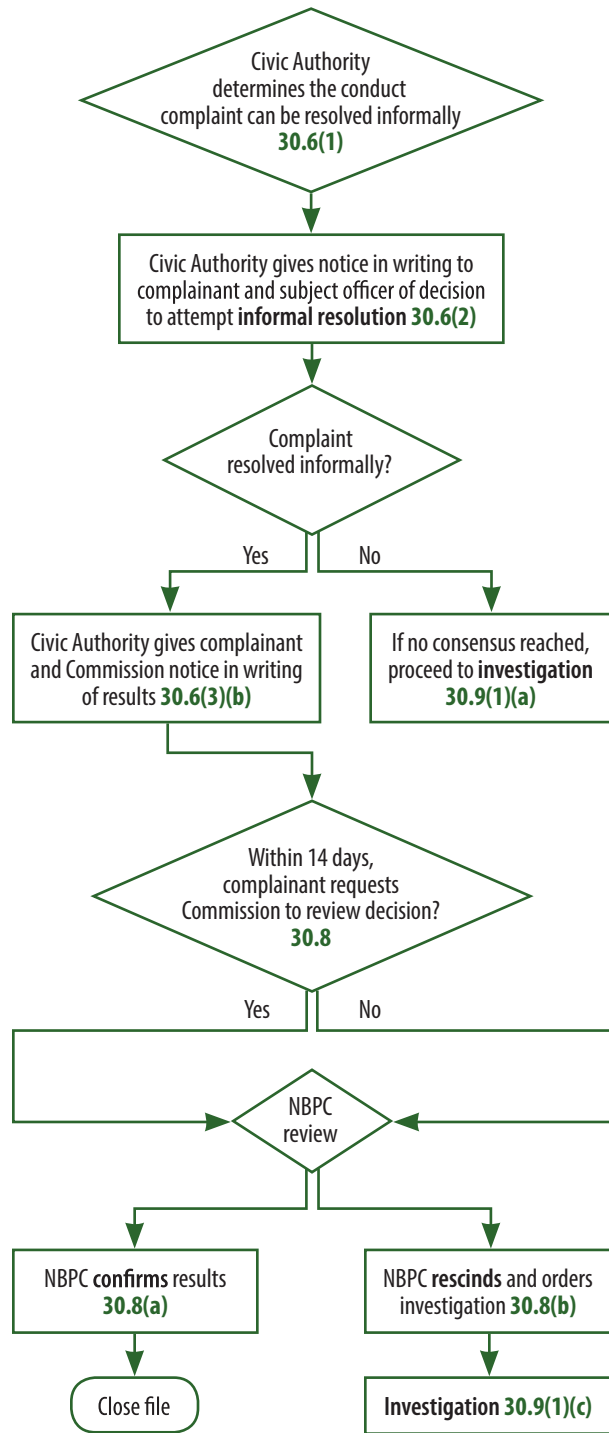 Civic Authority
determines the conduct
complaint can be resolved informally
30.6(1)
Civic Authority gives notice in writing to
complainant and subject officer of decision
to attempt informal resolution 30.6(2)
Complaint
resolved informally?
Yes
No
Civic Authority gives complainant
and Commission notice in writing
of results 30.6(3)(b)
If no consensus reached,
proceed to investigation
30.9(1)(a)
Within 14 days,
complainant requests
Commission to review decision?
30.8
Yes
No
NBPC
review
NBPC confirms results
30.8(a)
NBPC rescinds and orders
investigation 30.8(b)
Close file
Investigation 30.9(1)(c)